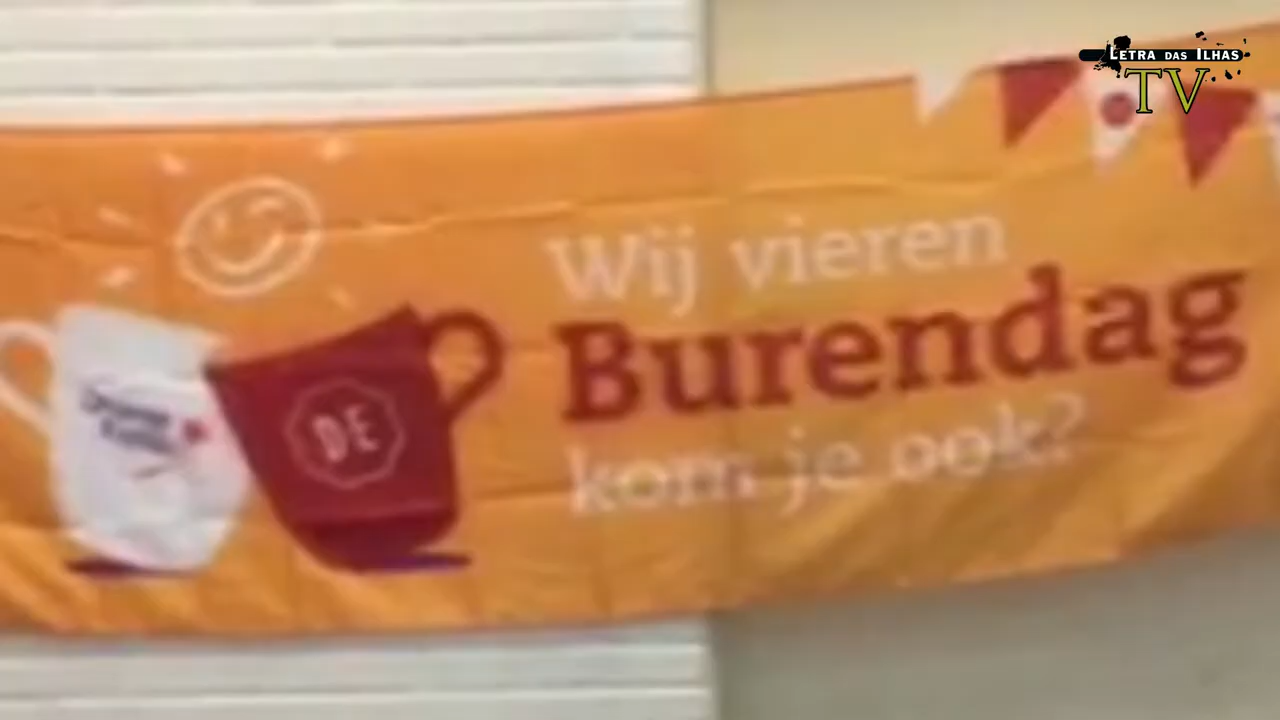 LETRA DAS ILHAS
TV
Wij vieren
Burendag
kom je ook?
DE